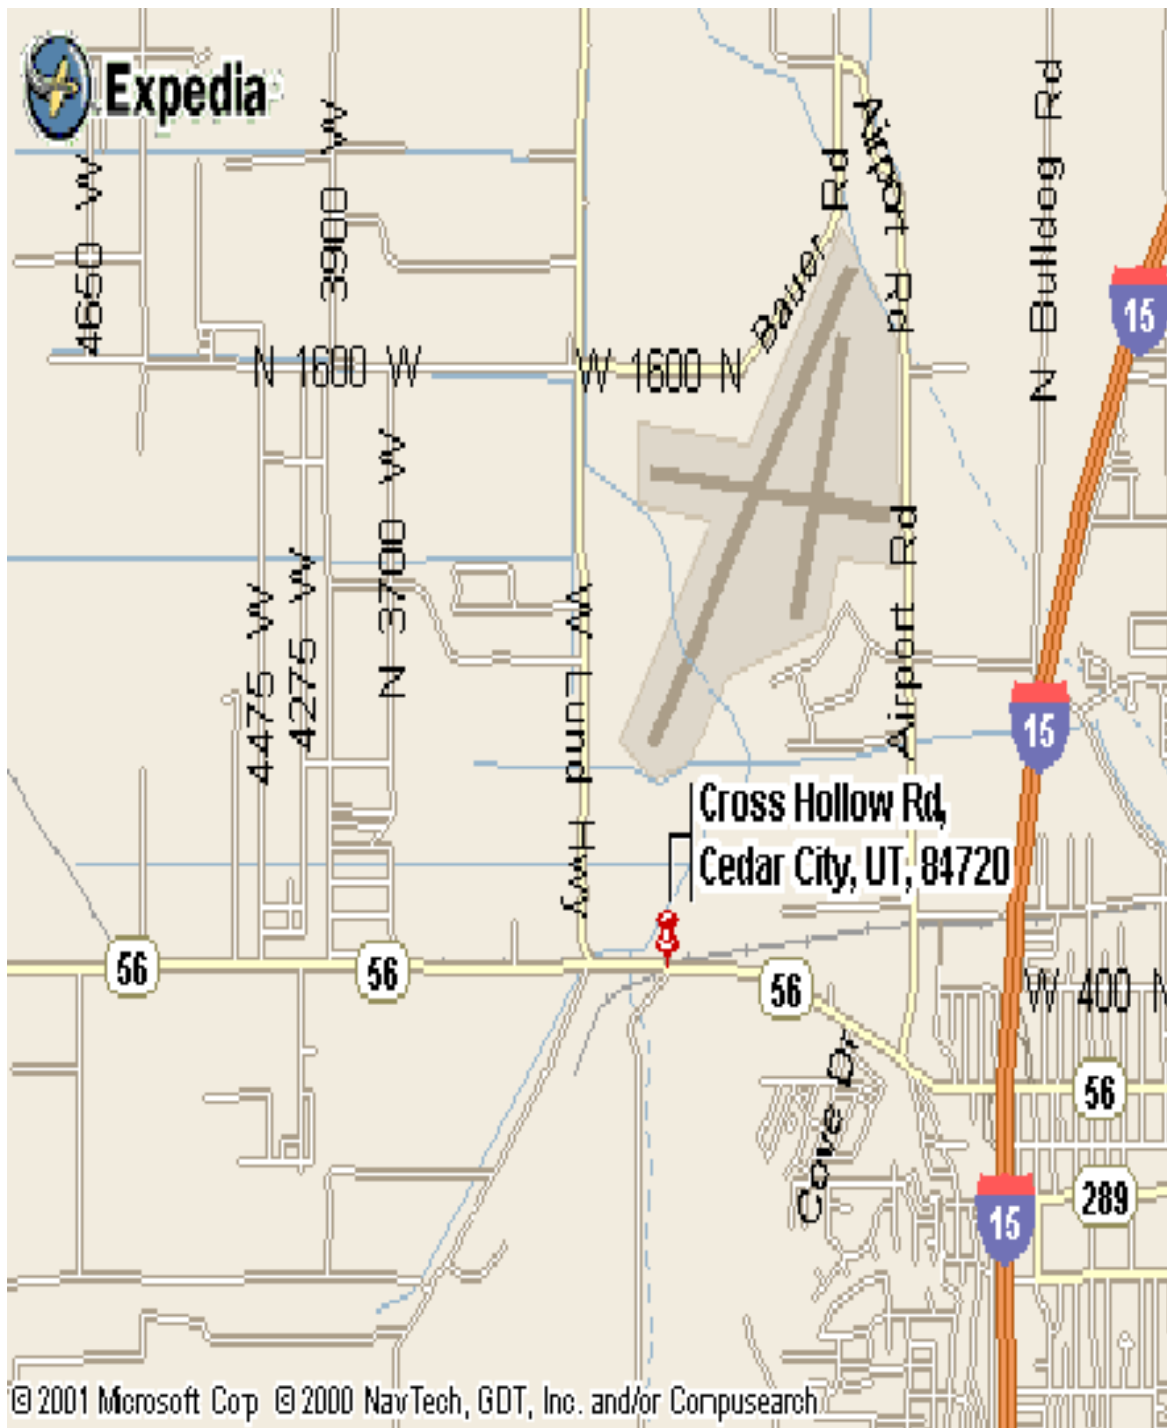 Expedia
4650 W
3900 W
Bauer Rd
Airport Rd
N Bulldog Rd
15
N 1600 W
W 1600 N
N 3700 W
4475 W
4275 W
W Lund Hwy
Airport Rd
15
Cross Hollow Rd,
Cedar City, UT, 84720
56
56
56
W 400 N
Cove Dr
56
289
15
© 2001 Microsoft Corp © 2000 NavTech, GDT, Inc. and/or Compusearch